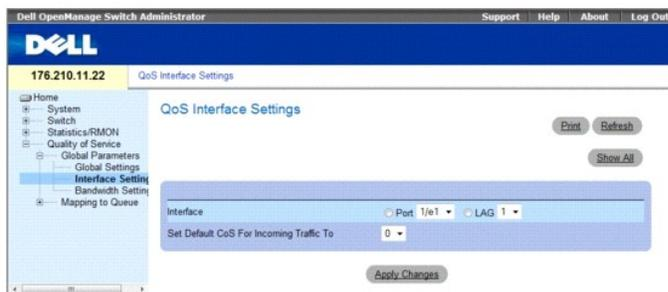 Dell OpenManage Switch Administrator Support Help About Log Out
DELL
176.210.11.22 QoS Interface Settings
Home
System
Switch
Statistics/RMON
Quality of Service
Global Parameters
Global Settings
Interface Setting
Bandwidth Setting
Mapping to Queue
QoS Interface Settings
Print Refresh
Show All
Interface Port 1/e1 LAG 1
Set Default CoS For Incoming Traffic To 0
Apply Changes